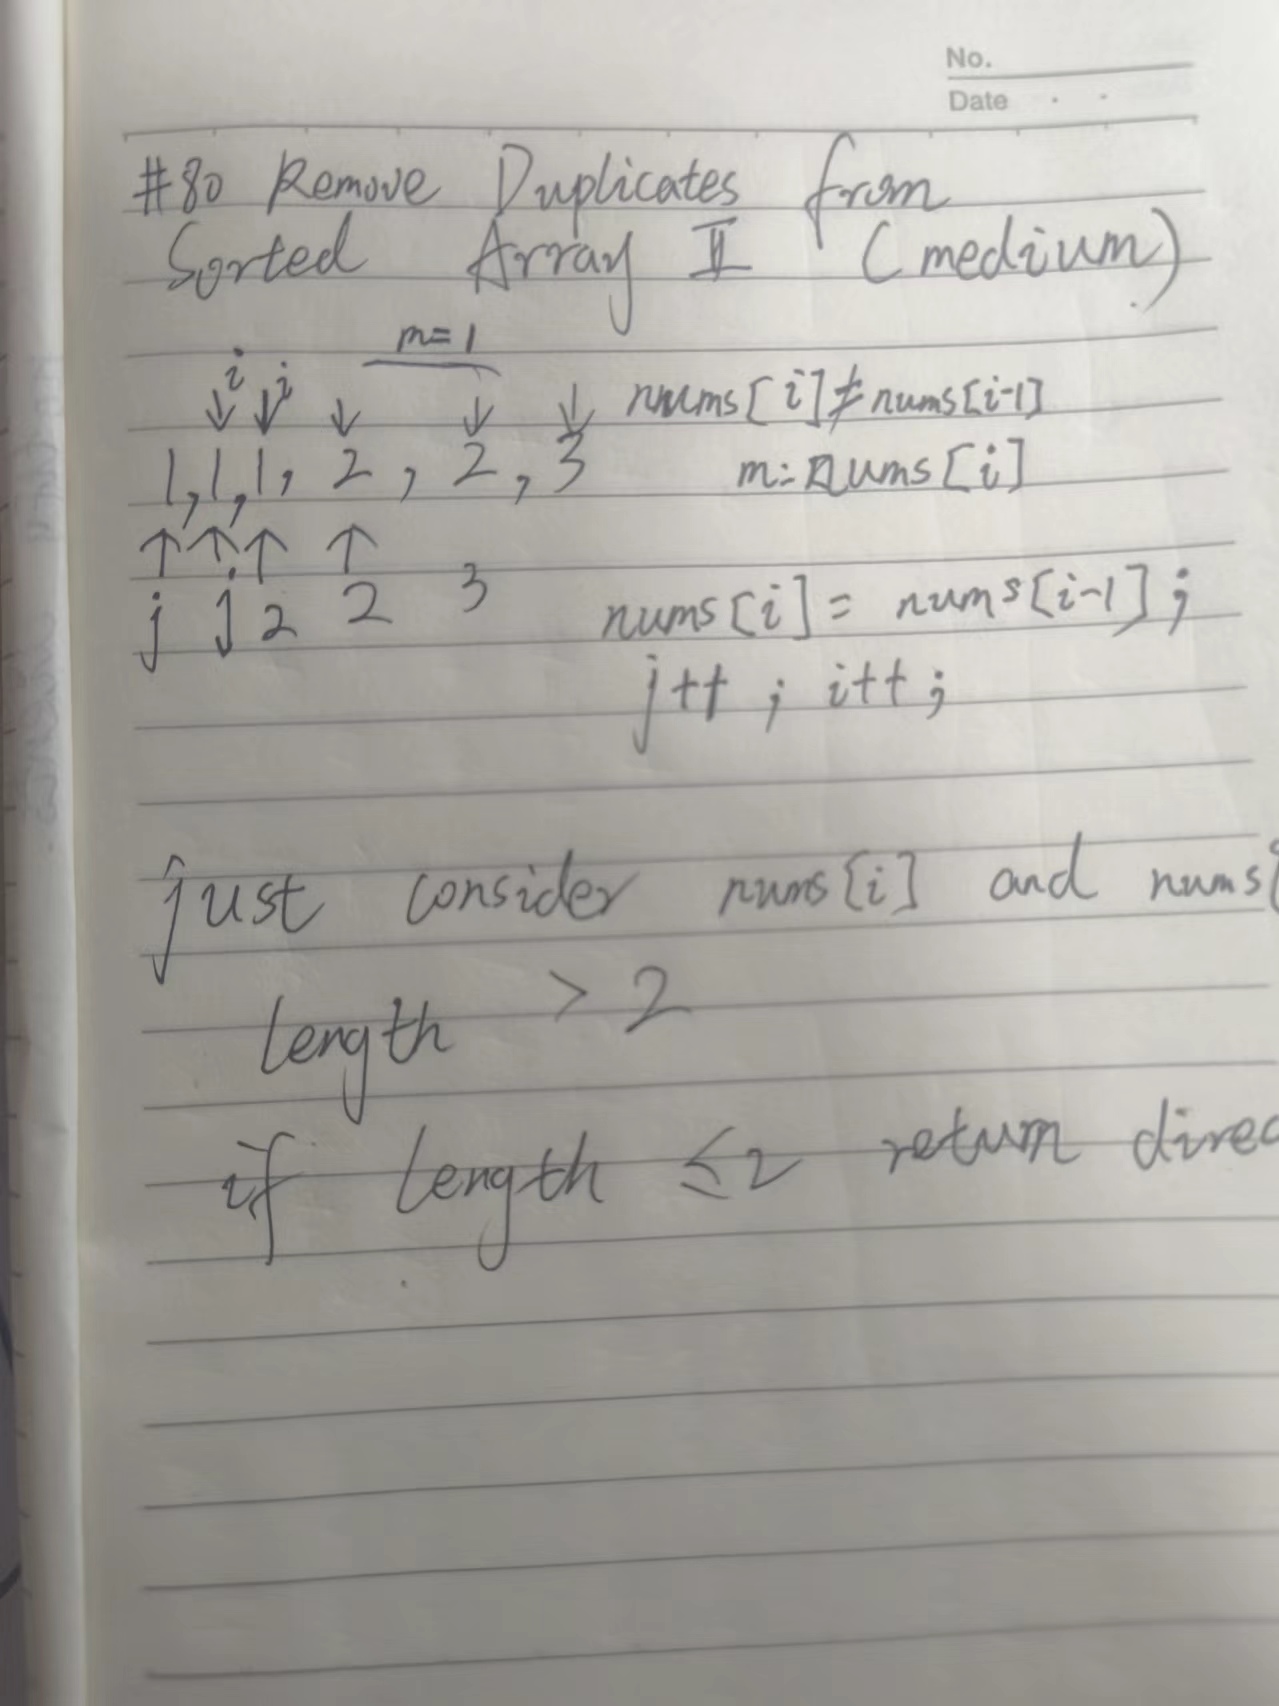 No.
Date
#80 Remove Duplicates from
Sorted Array II (medium)
m=1
i i
nums[i]≠nums[i-1]
1,1,1,2,2,3
m=nums[i]
j j 2 2 3
nums[i] = nums[i-1];
j++; i++;
just consider nums[i] and nums[
length > 2
if length ≤2 return direc